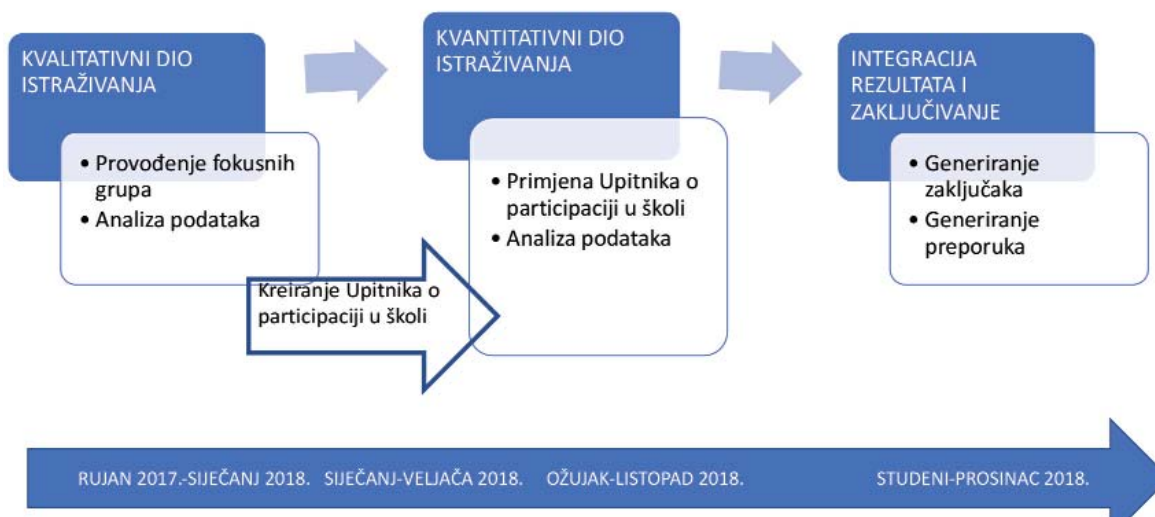 KVALITATIVNI DIO
ISTRAŽIVANJA
• Provođenje fokusnih
grupa
• Analiza podataka
Kreiranje Upitnika o
participaciji u školi
KVANTITATIVNI DIO
ISTRAŽIVANJA
• Primjena Upitnika o
participaciji u školi
• Analiza podataka
INTEGRACIJA
REZULTATA I
ZAKLJUČIVANJE
• Generiranje
zaključaka
• Generiranje
preporuka
RUJAN 2017.-SIJEČANJ 2018. SIJEČANJ-VELJAČA 2018. OŽUJAK-LISTOPAD 2018. STUDENI-PROSINAC 2018.